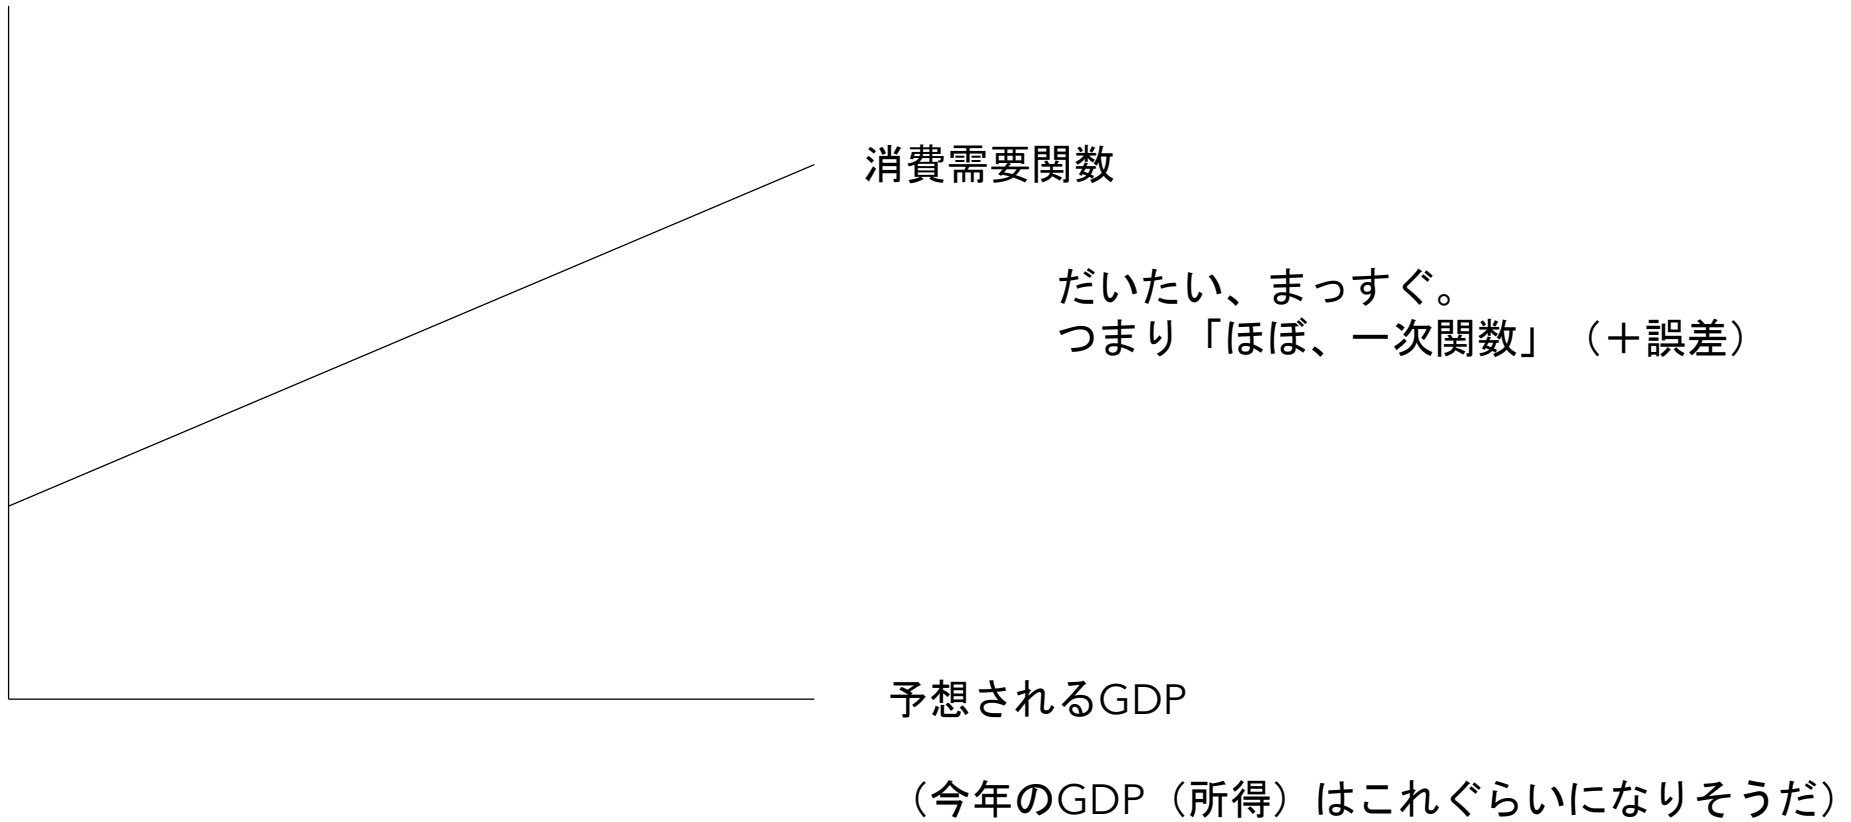 消費需要関数
だいたい、まっすぐ。
つまり「ほぼ、一次関数」（＋誤差）
予想されるGDP
（今年のGDP（所得）はこれぐらいになりそうだ）